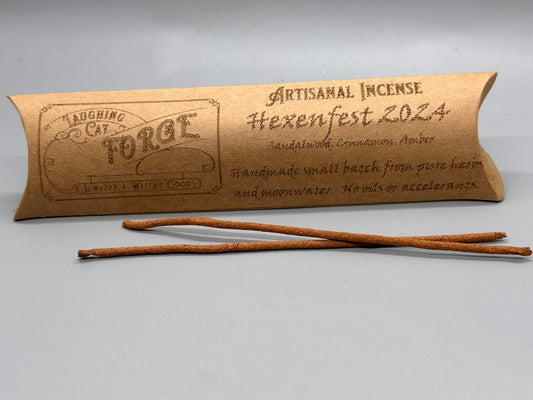 LAUGHING
CAT
FORGE
Jewelry & Witchy Goods
ARTISANAL INCENSE
Hexenfest 2024
Sandalwood, Cinnamon, Amber
Handmade small batch from pure herbs
and moonwater. No oils or accelerants.